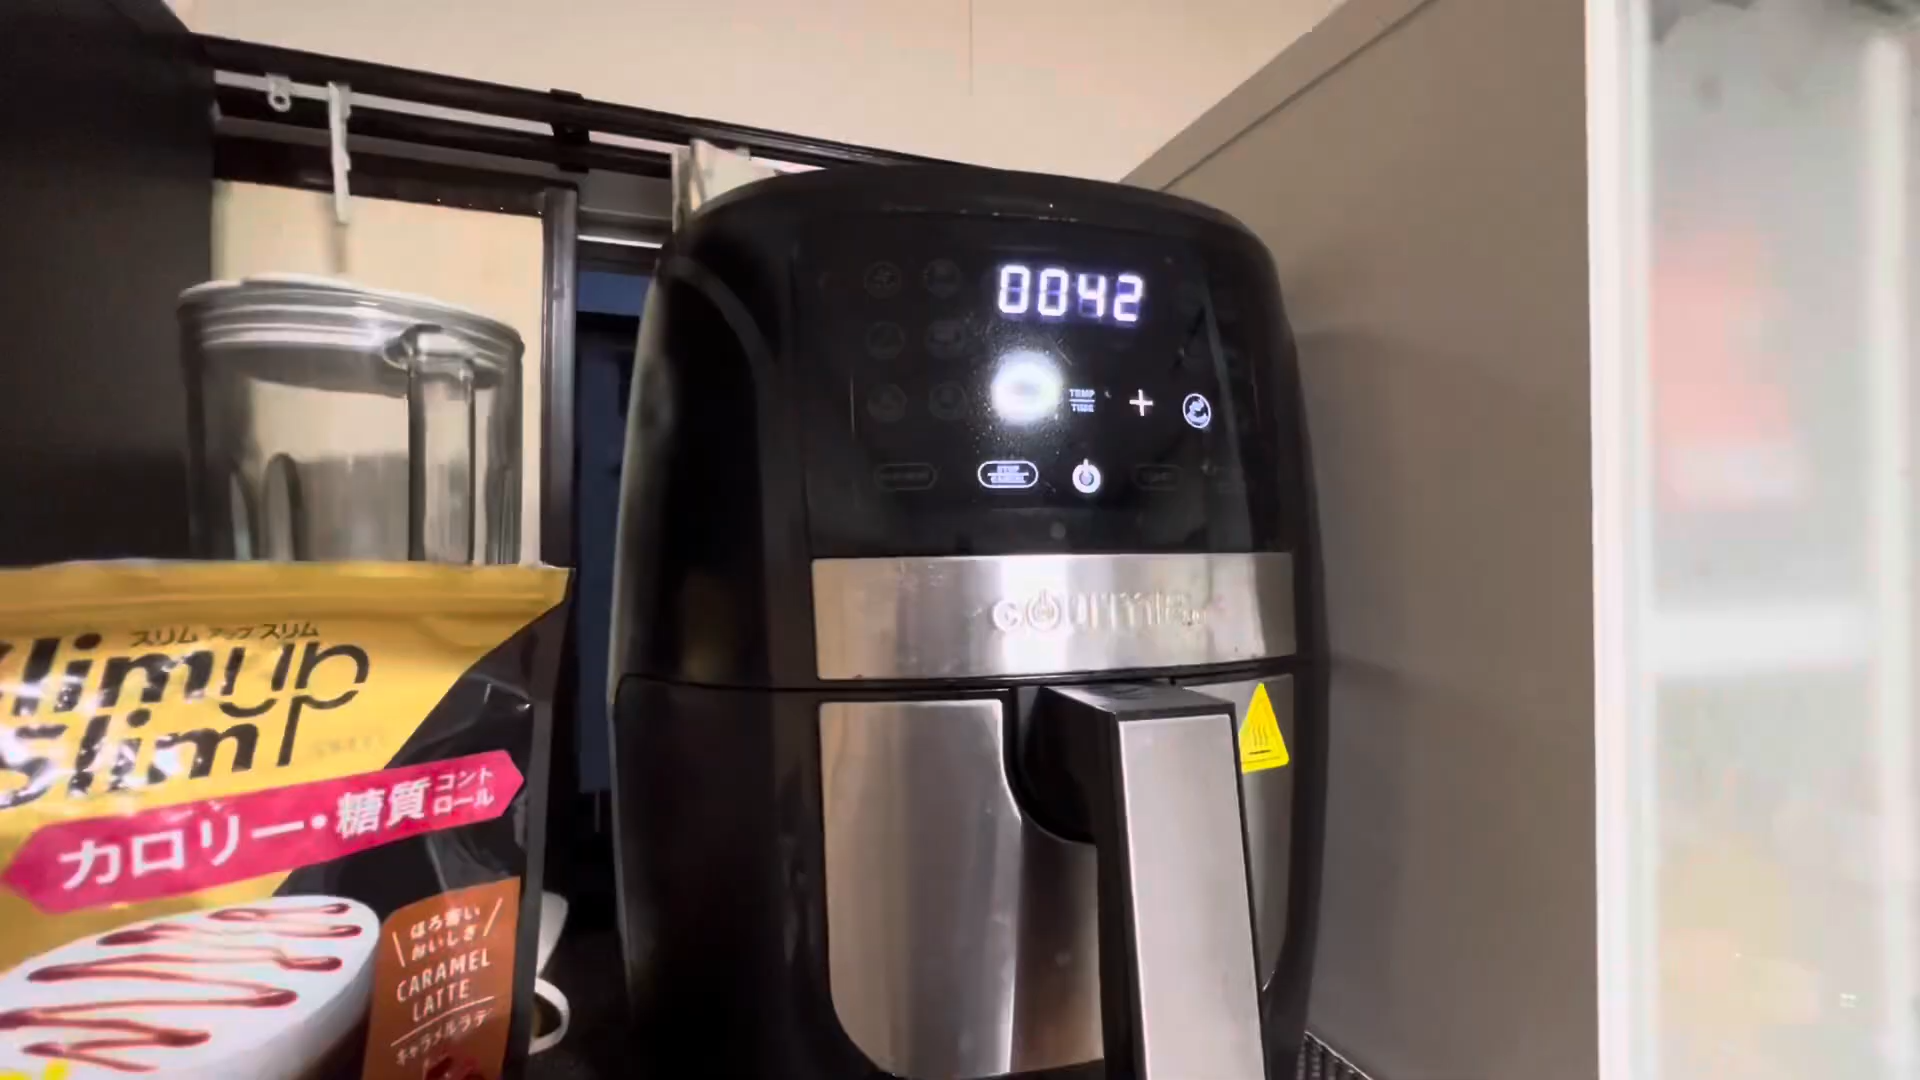 0042
TEMP
TIME
+
STOP
CANCEL
gourmia
スリムアップスリム
Slimup
Slim
カロリー・糖質コントロール
ほろ苦い
おいしさ
CARAMEL
LATTE
キャラメルラテ